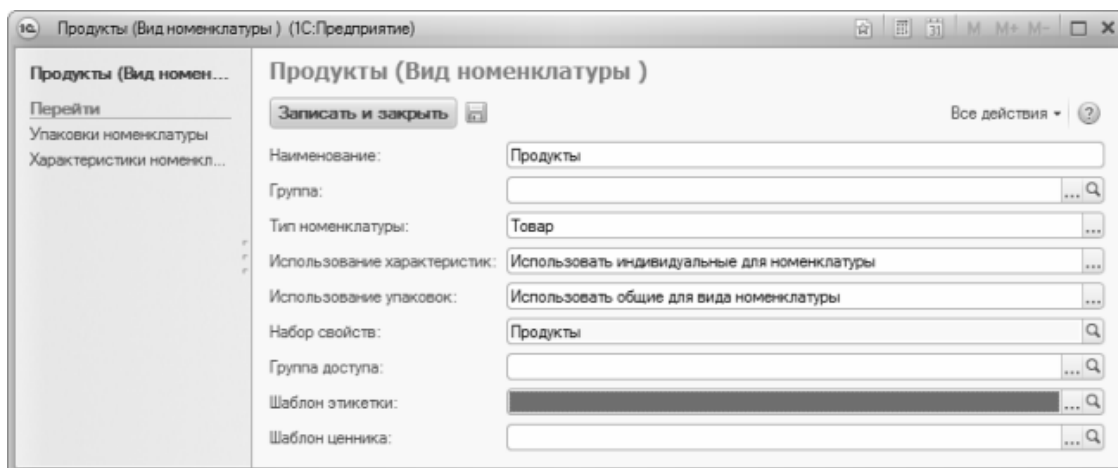 Продукты (Вид номенклатуры ) (1С:Предприятие)
M M+ M-
Продукты (Вид номен...
Перейти
Упаковки номенклатуры
Характеристики номенкл...
Продукты (Вид номенклатуры )
Записать и закрыть
Все действия
Наименование: Продукты
Группа:
Тип номенклатуры: Товар
Использование характеристик: Использовать индивидуальные для номенклатуры
Использование упаковок: Использовать общие для вида номенклатуры
Набор свойств: Продукты
Группа доступа:
Шаблон этикетки:
Шаблон ценника: